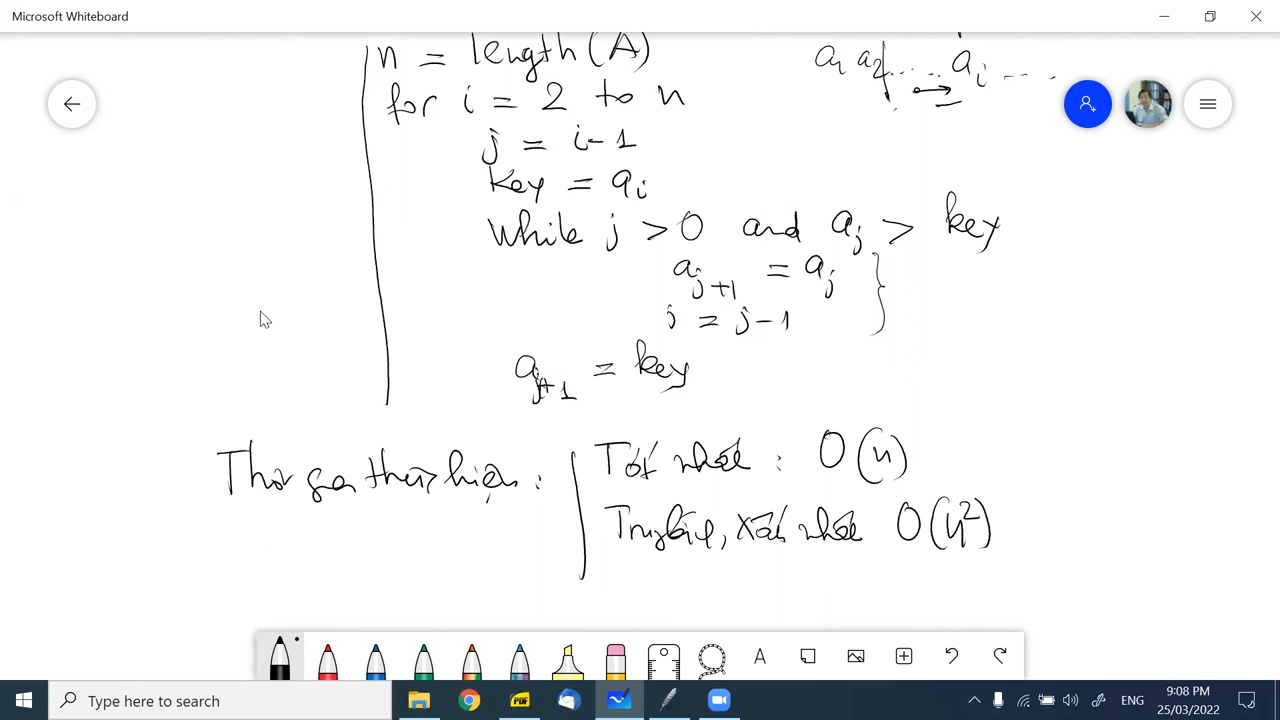 Microsoft Whiteboard
n = length(A)
a1 a2 .... ai ....
for i = 2 to n
j = i-1
key = ai
While j > 0 and aj > key
aj+1 = aj
j = j-1
aj+1 = key
Thời gian thực hiện :
Tốt nhất : O(n)
Trung bình, xấu nhất O(n²)
A
Type here to search
PDF
ENG
9:08 PM
25/03/2022